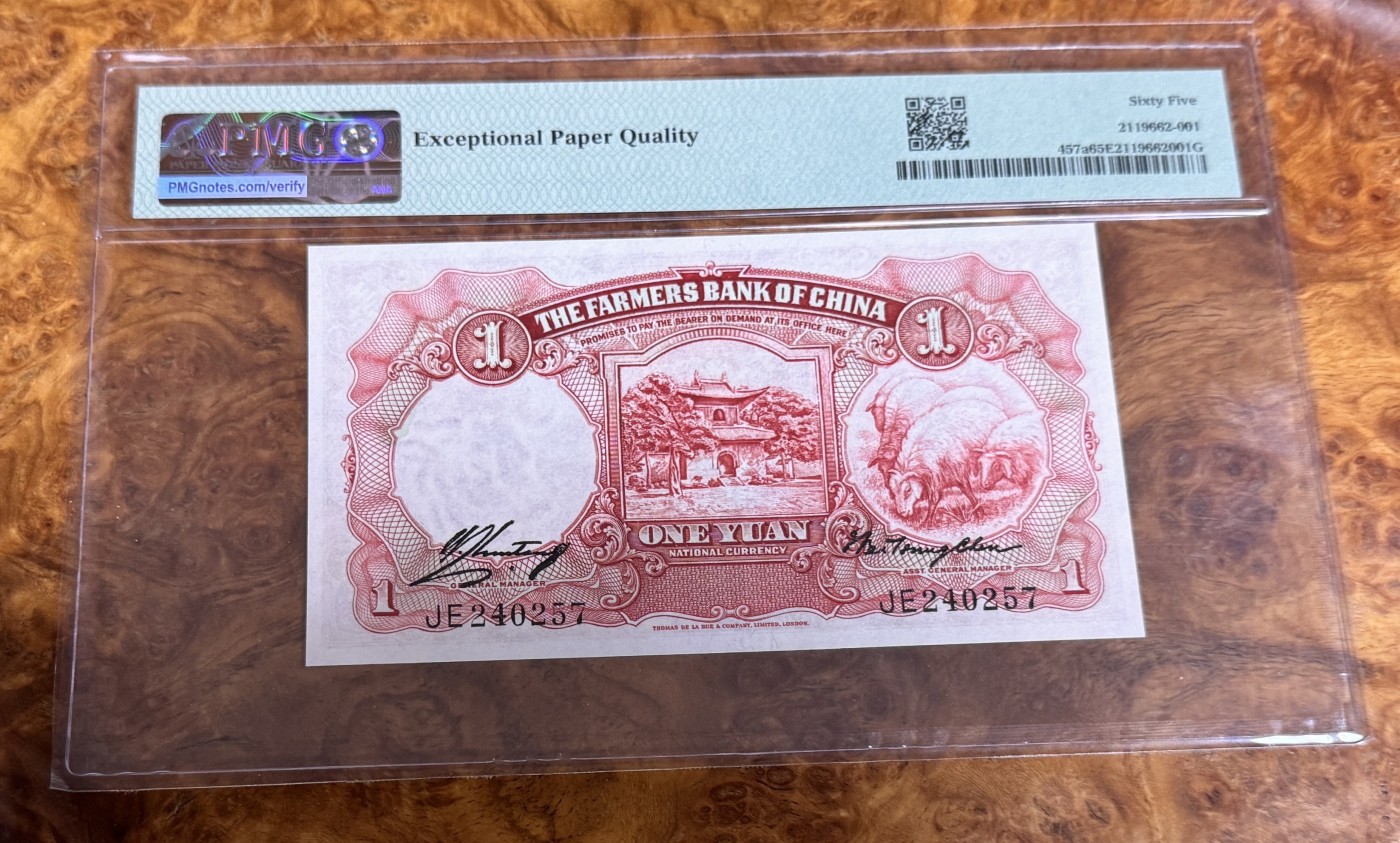 PMG
PMGnotes.com/verify
Exceptional Paper Quality
Sixty Five
2119662-001
457a65E2119662001G
THE FARMERS BANK OF CHINA
PROMISES TO PAY THE BEARER ON DEMAND AT ITS OFFICE HERE
1
1
ONE YUAN
NATIONAL CURRENCY
GENERAL MANAGER
ASST GENERAL MANAGER
1
1
JE240257
JE240257
THOMAS DE LA RUE & COMPANY, LIMITED, LONDON.